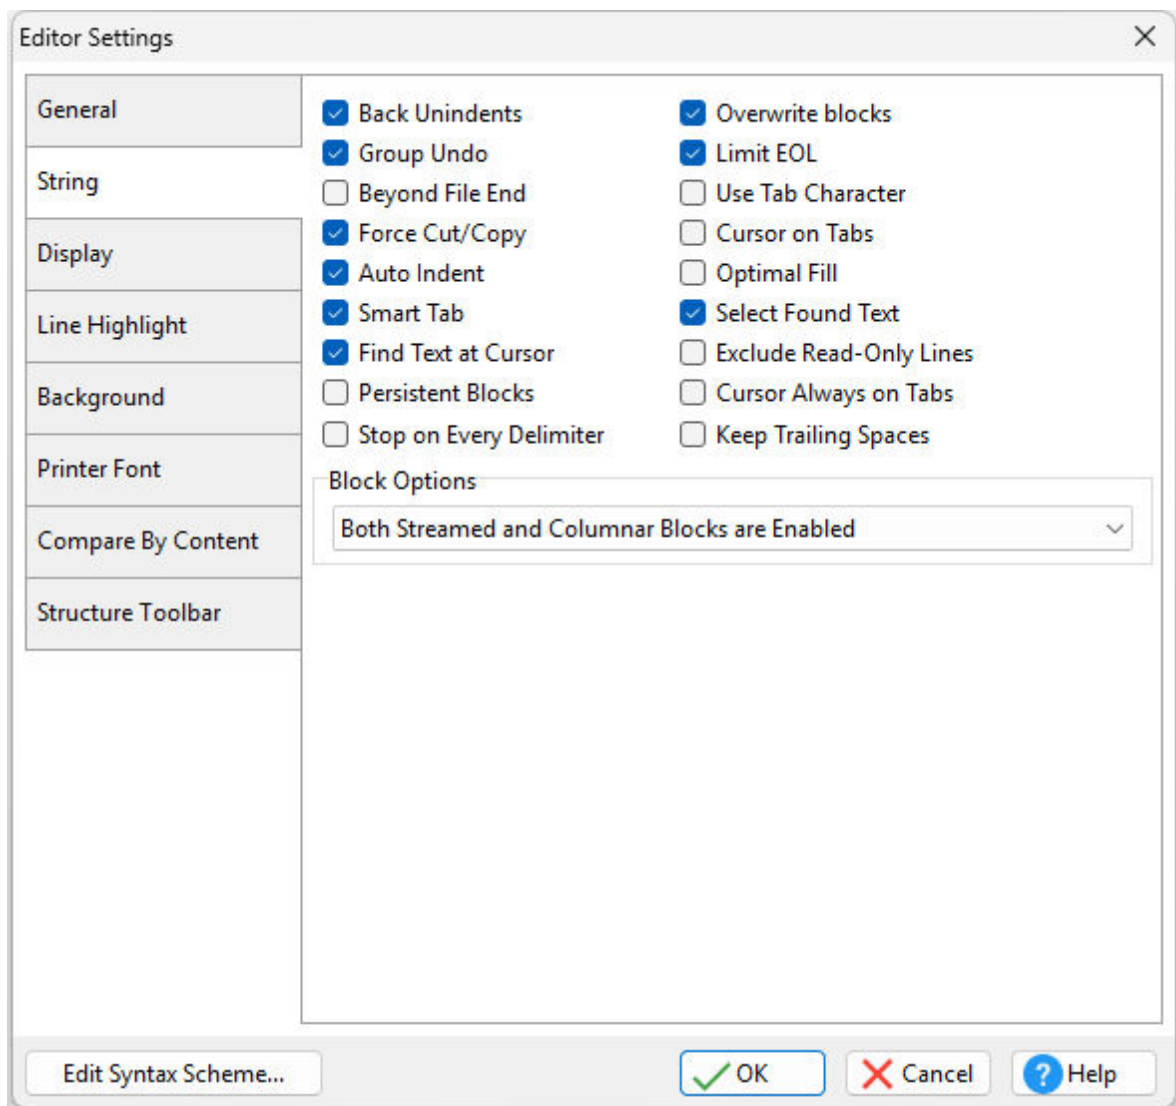 Editor Settings
General
String
Display
Line Highlight
Background
Printer Font
Compare By Content
Structure Toolbar
Back Unindents
Group Undo
Beyond File End
Force Cut/Copy
Auto Indent
Smart Tab
Find Text at Cursor
Persistent Blocks
Stop on Every Delimiter
Overwrite blocks
Limit EOL
Use Tab Character
Cursor on Tabs
Optimal Fill
Select Found Text
Exclude Read-Only Lines
Cursor Always on Tabs
Keep Trailing Spaces
Block Options
Both Streamed and Columnar Blocks are Enabled
Edit Syntax Scheme...
OK
Cancel
? Help